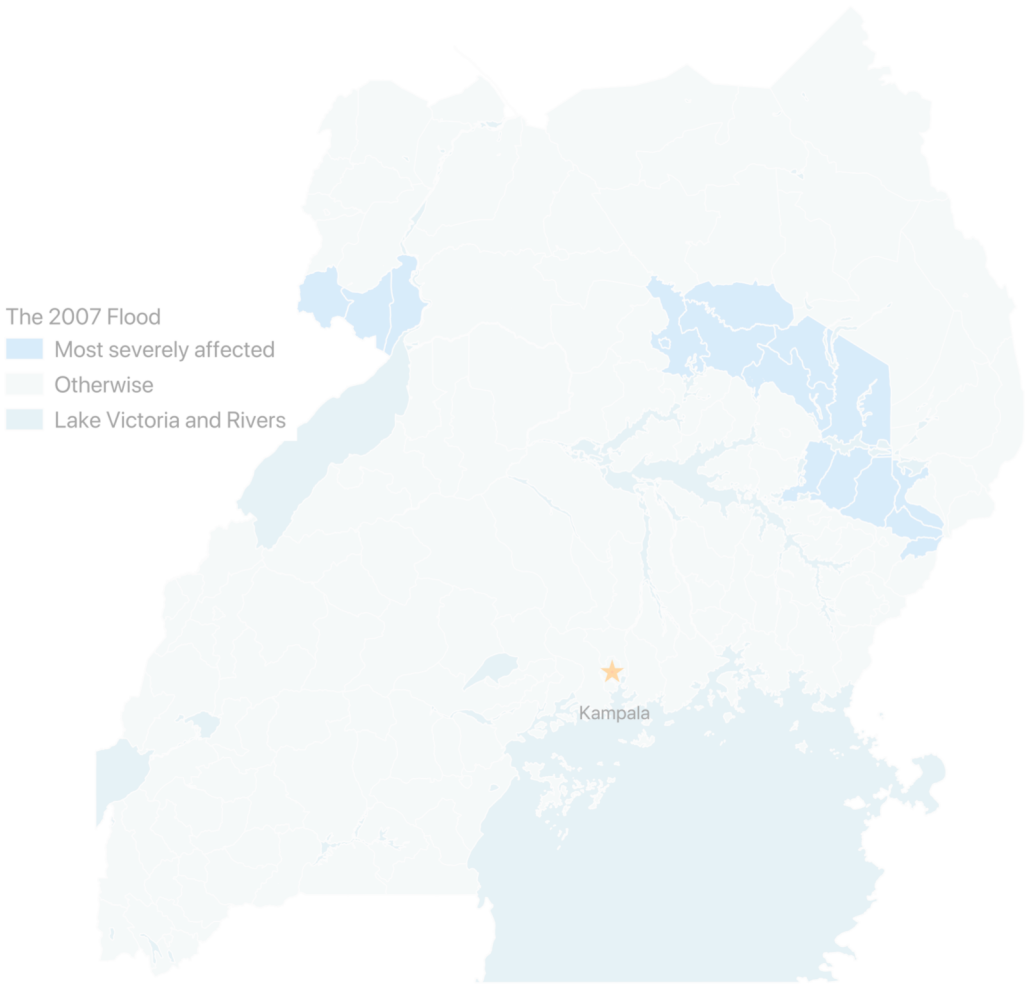 The 2007 Flood
Most severely affected
Otherwise
Lake Victoria and Rivers
Kampala